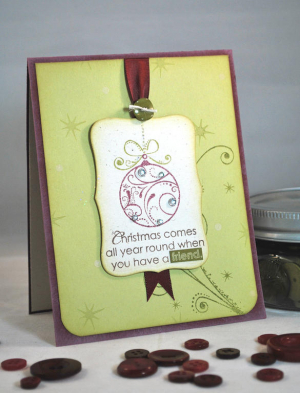 Christmas comes
all year round when
you have a friend.